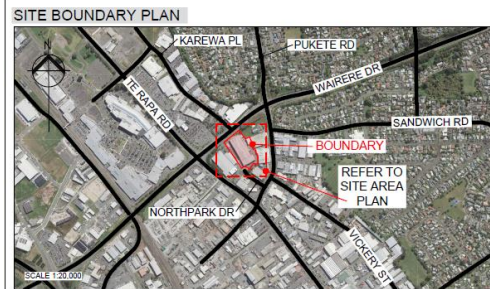 SITE BOUNDARY PLAN
N
KAREWA PL
PUKETE RD
WAIRERE DR
TE RAPA RD
SANDWICH RD
BOUNDARY
REFER TO
SITE AREA
PLAN
NORTHPARK DR
VICKERY ST
SCALE 1:20,000